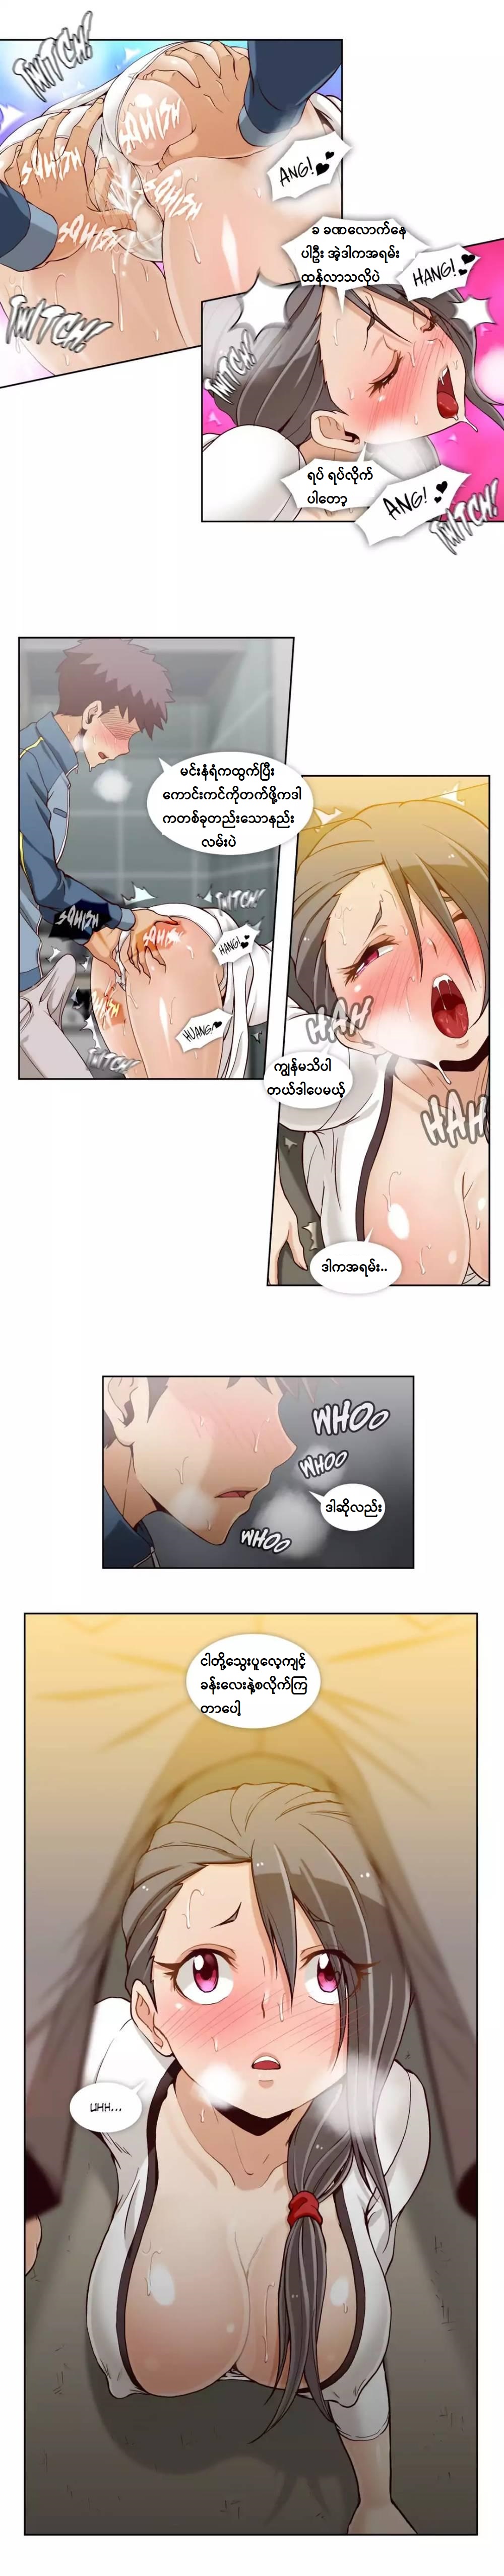 TWITCH!
SQUISH
SQUISH
SQUISH
SQUISH
ANG!
TWITCH!
ခ ခဏလောက်နေ
ပါဦး အဲ့ဒါကအရမ်း
ထန်လာသလိုပဲ
HANG!
TWITCH!
ရပ် ရပ်လိုက်
ပါတော့
ANG!
TWITCH!
မင်းနံရံကထွက်ပြီး
ကောင်းကင်ကိုတက်ဖို့ကဒါ
ကတစ်ခုတည်းသောနည်း
လမ်းပဲ
SQUISH
SQUISH
TWITCH!
HANG!
SQUISH
HUANG!
TWITCH!
HAH
ကျွန်မသိပါ
တယ်ဒါပေမယ့်
HAH
ဒါကအရမ်း..
WHOO
WHOO
ဒါဆိုလည်း
WHOO
ငါတို့သွေးပူလေ့ကျင့်
ခန်းလေးနဲ့စလိုက်ကြ
တာပေါ့
UHH...